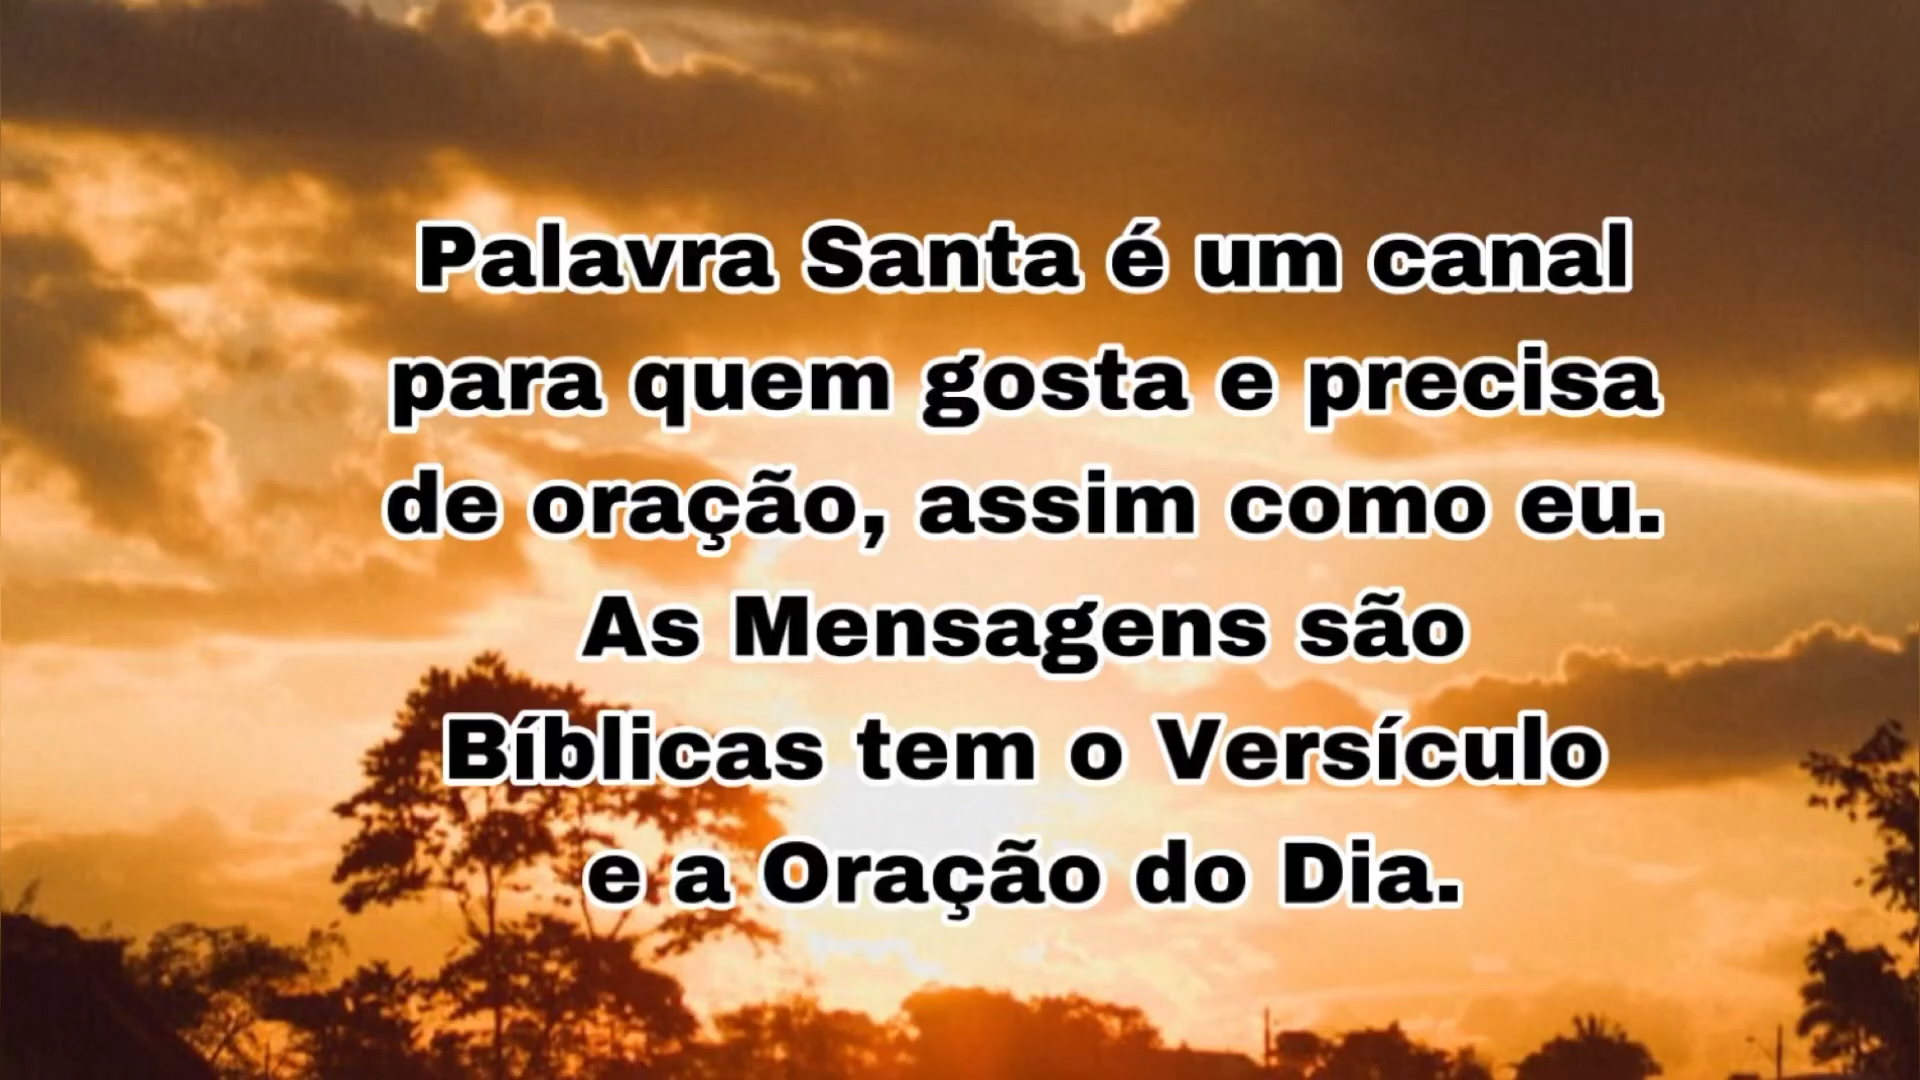 Palavra Santa é um canal
para quem gosta e precisa
de oração, assim como eu.
As Mensagens são
Bíblicas tem o Versículo
e a Oração do Dia.